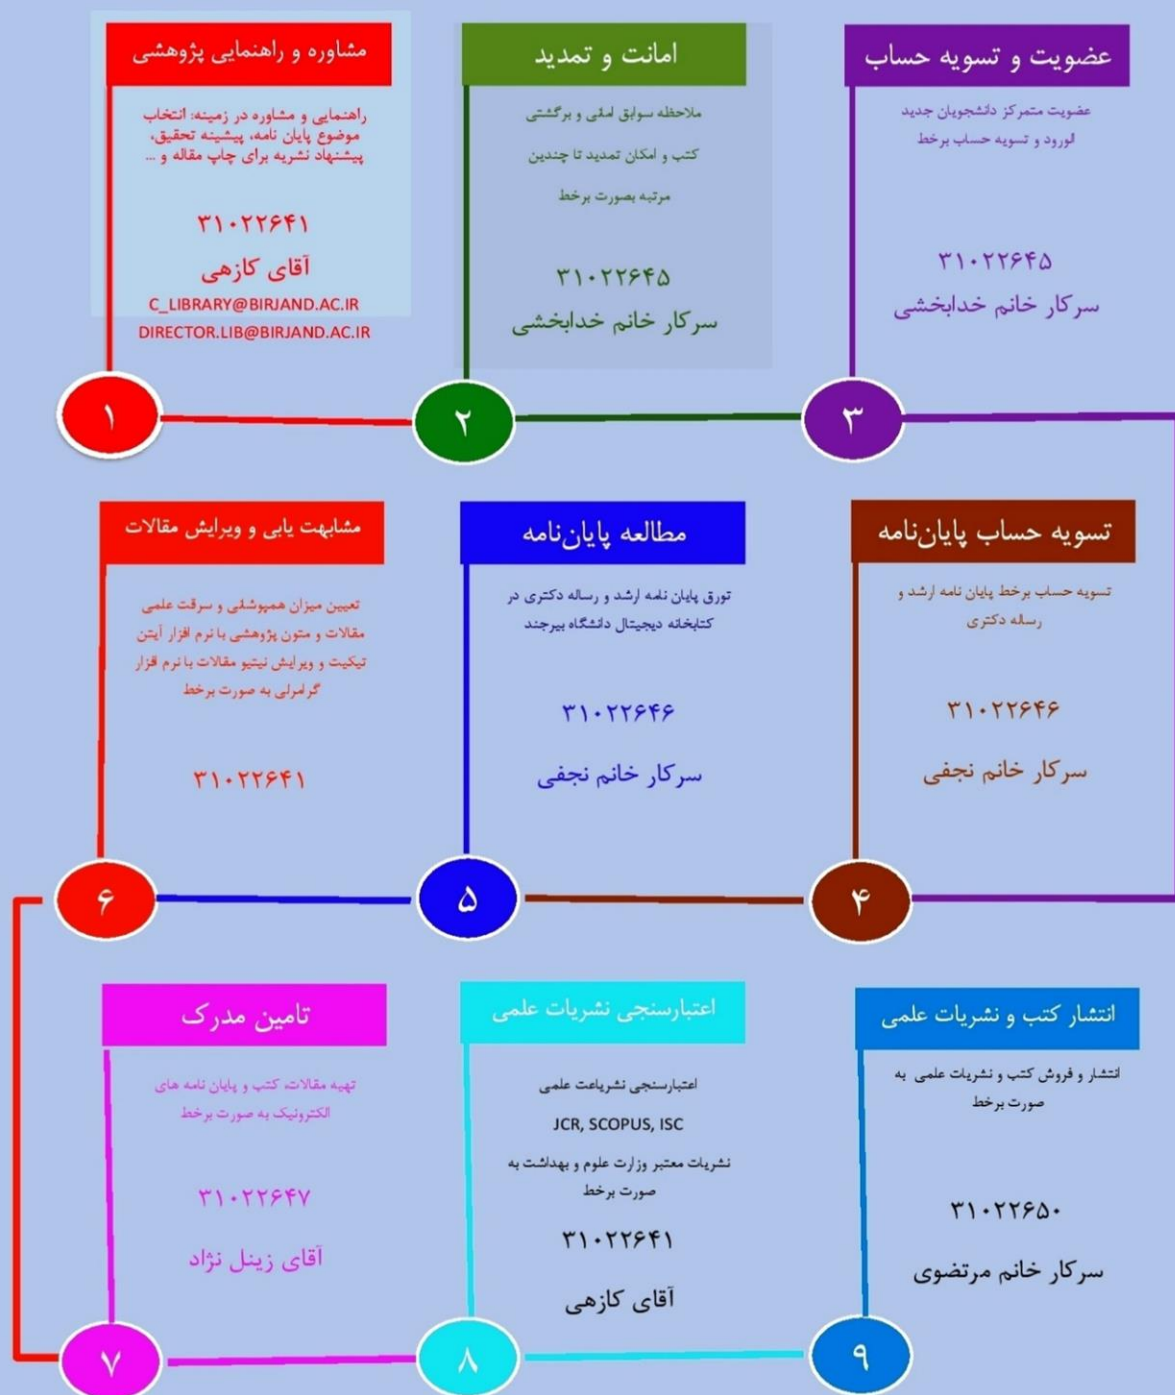 مشاوره و راهنمایی پژوهشی
راهنمایی و مشاوره در زمینه: انتخاب
موضوع پایان نامه، پیشینه تحقیق،
پیشنهاد نشریه برای چاپ مقاله و ...
۳۱۰۲۲۶۴۱
آقای کازهی
C_LIBRARY@BIRJAND.AC.IR
DIRECTOR.LIB@BIRJAND.AC.IR
۱
امانت و تمدید
ملاحظه سوابق امانی و برگشتی
کتب و امکان تمدید تا چندین
مرتبه بصورت برخط
۳۱۰۲۲۶۴۵
سرکار خانم خدابخشی
۲
عضویت و تسویه حساب
عضویت متمرکز دانشجویان جدید
الورود و تسویه حساب برخط
۳۱۰۲۲۶۴۵
سرکار خانم خدابخشی
۳
تسویه حساب پایان‌نامه
تسویه حساب برخط پایان نامه ارشد و
رساله دکتری
۳۱۰۲۲۶۴۶
سرکار خانم نجفی
۴
مطالعه پایان‌نامه
تورق پایان نامه ارشد و رساله دکتری در
کتابخانه دیجیتال دانشگاه بیرجند
۳۱۰۲۲۶۴۶
سرکار خانم نجفی
۵
مشابهت یابی و ویرایش مقالات
تعیین میزان همپوشانی و سرقت علمی
مقالات و متون پژوهشی با نرم افزار آیتن
تیکیت و ویرایش نیتیو مقالات با نرم افزار
گرامرلی به صورت برخط
۳۱۰۲۲۶۴۱
۶
تامین مدرک
تهیه مقالات، کتب و پایان نامه های
الکترونیک به صورت برخط
۳۱۰۲۲۶۴۷
آقای زینل نژاد
۷
اعتبارسنجی نشریات علمی
اعتبارسنجی نشریاعت علمی
JCR, SCOPUS, ISC
نشریات معتبر وزارت علوم و بهداشت به
صورت برخط
۳۱۰۲۲۶۴۱
آقای کازهی
۸
انتشار کتب و نشریات علمی
انتشار و فروش کتب و نشریات علمی به
صورت برخط
۳۱۰۲۲۶۵۰
سرکار خانم مرتضوی
۹